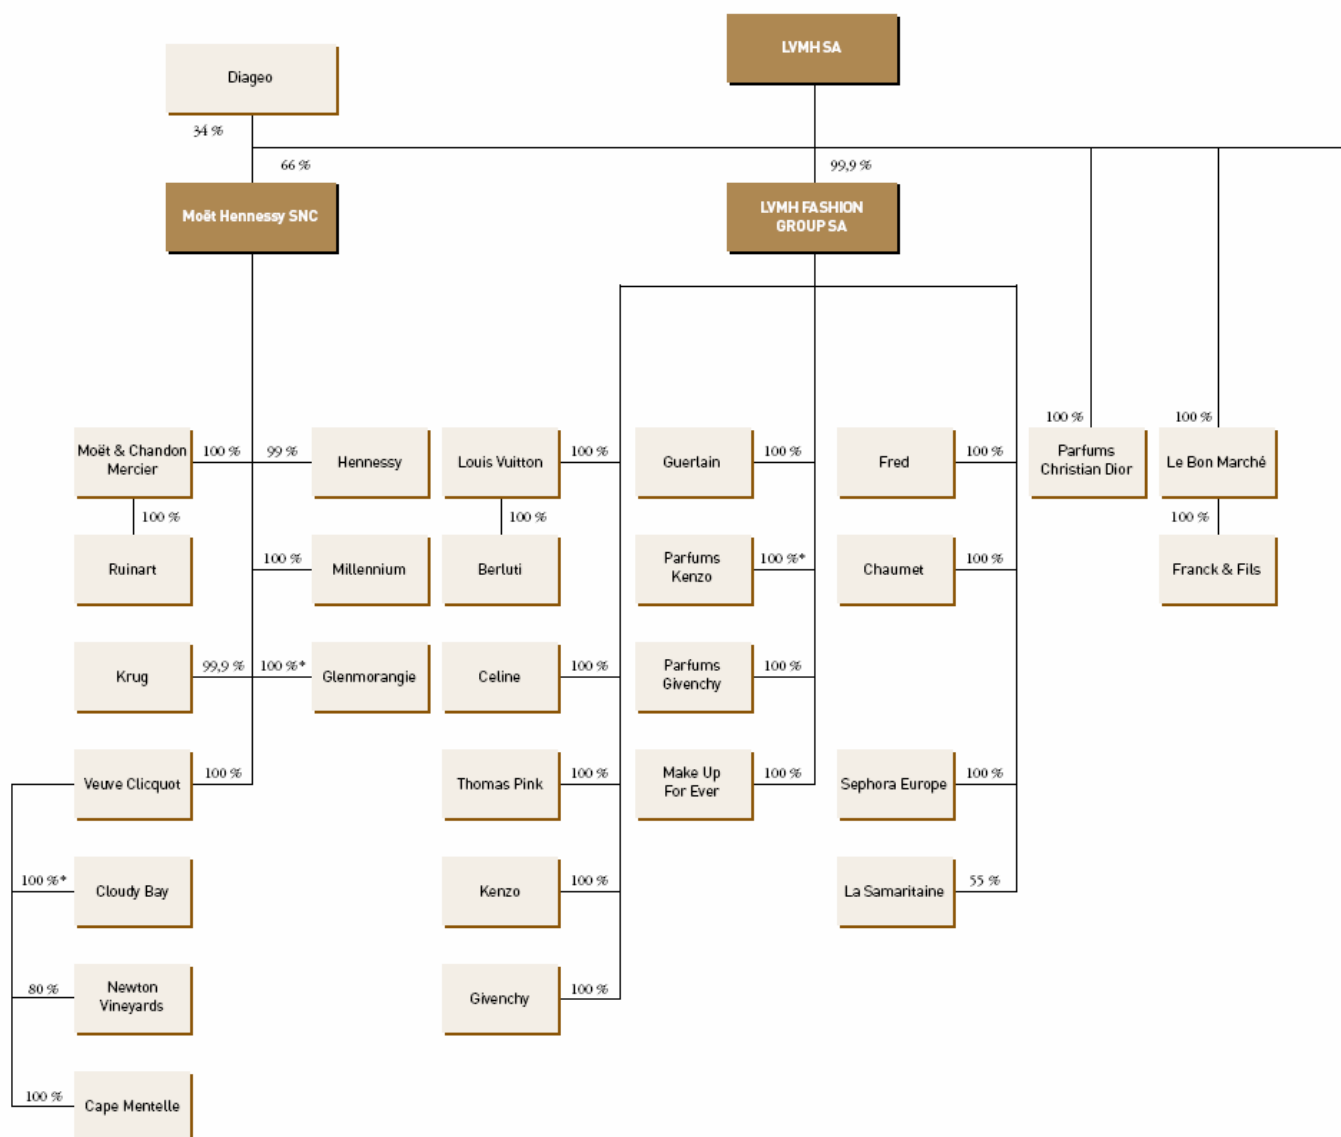 LVMH SA
Diageo
34 %
66 %
99,9 %
Moët Hennessy SNC
LVMH FASHION
GROUP SA
100 %
100 %
Moët & Chandon
Mercier
100 %
99 %
Hennessy
Louis Vuitton
100 %
Guerlain
100 %
Fred
100 %
Parfums
Christian Dior
Le Bon Marché
100 %
100 %
100 %
Ruinart
100 %
Millennium
Berluti
Parfums
Kenzo
100 %*
Chaumet
100 %
Franck & Fils
Krug
99,9 %
100 %*
Glenmorangie
Celine
100 %
Parfums
Givenchy
100 %
Veuve Clicquot
100 %
Thomas Pink
100 %
Make Up
For Ever
100 %
Sephora Europe
100 %
100 %*
Cloudy Bay
Kenzo
100 %
La Samaritaine
55 %
80 %
Newton
Vineyards
Givenchy
100 %
100 %
Cape Mentelle